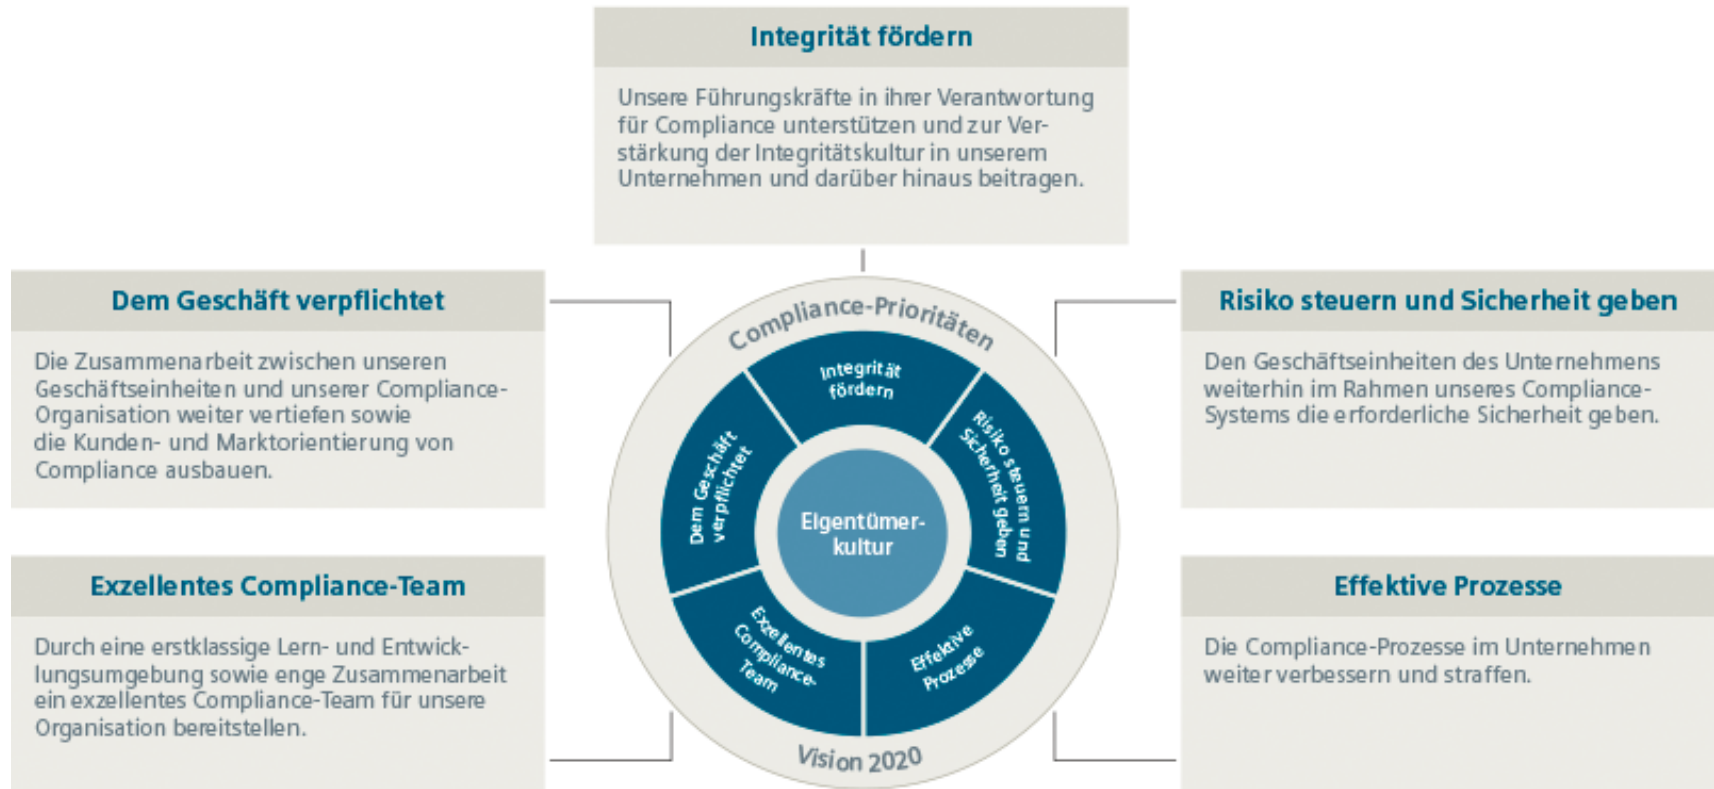 Integrität fördern
Unsere Führungskräfte in ihrer Verantwortung
für Compliance unterstützen und zur Ver-
stärkung der Integritätskultur in unserem
Unternehmen und darüber hinaus beitragen.
Dem Geschäft verpflichtet
Die Zusammenarbeit zwischen unseren
Geschäftseinheiten und unserer Compliance-
Organisation weiter vertiefen sowie
die Kunden- und Marktorientierung von
Compliance ausbauen.
Risiko steuern und Sicherheit geben
Den Geschäftseinheiten des Unternehmens
weiterhin im Rahmen unseres Compliance-
Systems die erforderliche Sicherheit geben.
Exzellentes Compliance-Team
Durch eine erstklassige Lern- und Entwick-
lungsumgebung sowie enge Zusammenarbeit
ein exzellentes Compliance-Team für unsere
Organisation bereitstellen.
Effektive Prozesse
Die Compliance-Prozesse im Unternehmen
weiter verbessern und straffen.
Compliance-Prioritäten
Integrität
fördern
Risiko steuern und
Sicherheit geben
Effektive
Prozesse
Exzellentes
Compliance-
Team
Dem Geschäft
verpflichtet
Eigentümer-
kultur
Vision 2020